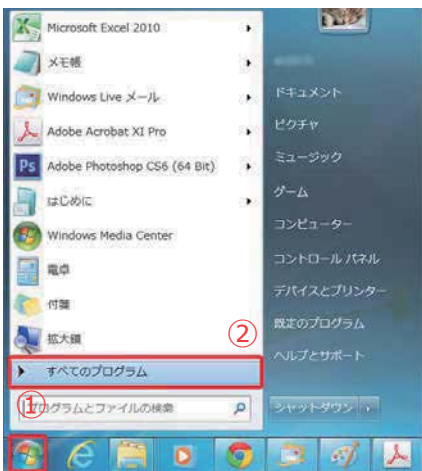 Microsoft Excel 2010
メモ帳
Windows Live メール
Adobe Acrobat XI Pro
Ps Adobe Photoshop CS6 (64 Bit)
はじめに
Windows Media Center
電卓
付箋
拡大鏡
②
すべてのプログラム
①
プログラムとファイルの検索
ドキュメント
ピクチャ
ミュージック
ゲーム
コンピューター
コントロール パネル
デバイスとプリンター
既定のプログラム
ヘルプとサポート
シャットダウン